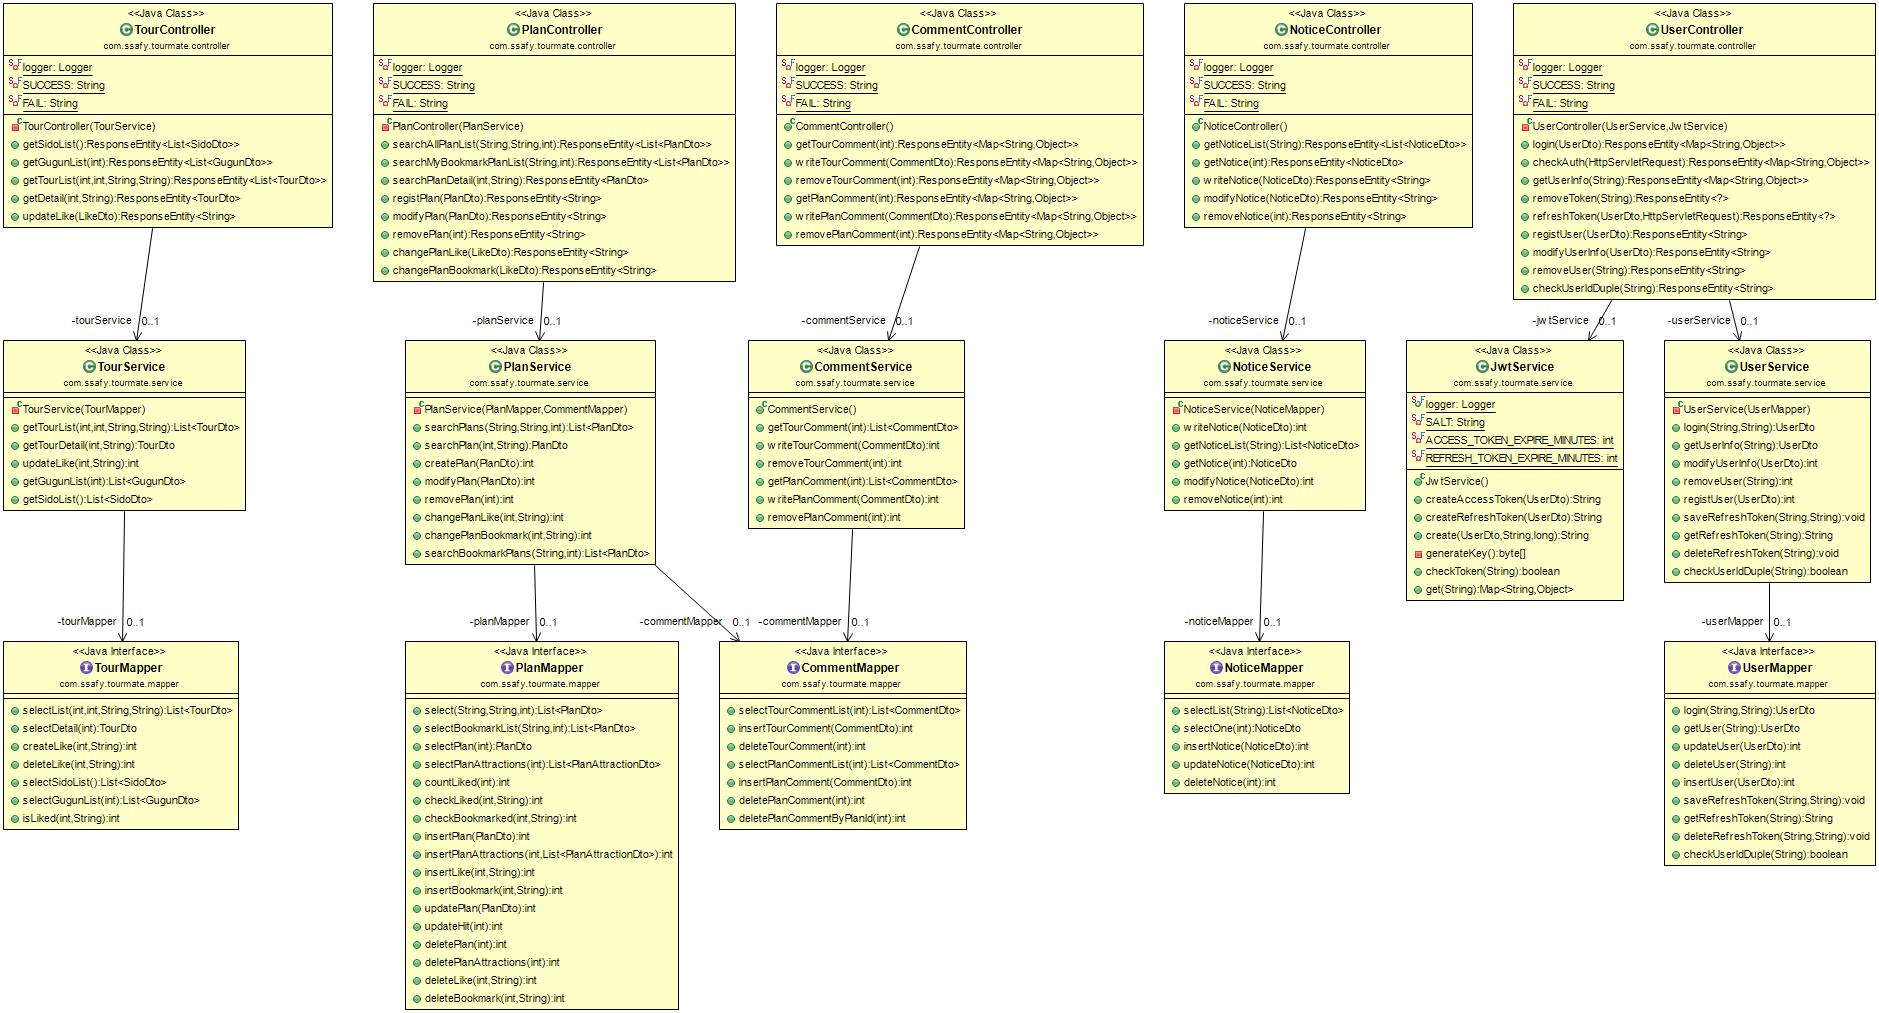 <<Java Class>>
TourController
com.ssafy.tourmate.controller
logger: Logger
SUCCESS: String
FAIL: String
TourController(TourService)
getSidoList():ResponseEntity<List<SidoDto>>
getGugunList(int):ResponseEntity<List<GugunDto>>
getTourList(int,int,String,String):ResponseEntity<List<TourDto>>
getDetail(int,String):ResponseEntity<TourDto>
updateLike(LikeDto):ResponseEntity<String>
<<Java Class>>
PlanController
com.ssafy.tourmate.controller
logger: Logger
SUCCESS: String
FAIL: String
PlanController(PlanService)
searchAllPlanList(String,String,int):ResponseEntity<List<PlanDto>>
searchMyBookmarkPlanList(String,int):ResponseEntity<List<PlanDto>>
searchPlanDetail(int,String):ResponseEntity<PlanDto>
registPlan(PlanDto):ResponseEntity<String>
modifyPlan(PlanDto):ResponseEntity<String>
removePlan(int):ResponseEntity<String>
changePlanLike(LikeDto):ResponseEntity<String>
changePlanBookmark(LikeDto):ResponseEntity<String>
<<Java Class>>
CommentController
com.ssafy.tourmate.controller
logger: Logger
SUCCESS: String
FAIL: String
CommentController()
getTourComment(int):ResponseEntity<Map<String,Object>>
writeTourComment(CommentDto):ResponseEntity<Map<String,Object>>
removeTourComment(int):ResponseEntity<Map<String,Object>>
getPlanComment(int):ResponseEntity<Map<String,Object>>
writePlanComment(CommentDto):ResponseEntity<Map<String,Object>>
removePlanComment(int):ResponseEntity<Map<String,Object>>
<<Java Class>>
NoticeController
com.ssafy.tourmate.controller
logger: Logger
SUCCESS: String
FAIL: String
NoticeController()
getNoticeList(String):ResponseEntity<List<NoticeDto>>
getNotice(int):ResponseEntity<NoticeDto>
writeNotice(NoticeDto):ResponseEntity<String>
modifyNotice(NoticeDto):ResponseEntity<String>
removeNotice(int):ResponseEntity<String>
<<Java Class>>
UserController
com.ssafy.tourmate.controller
logger: Logger
SUCCESS: String
FAIL: String
UserController(UserService,JwtService)
login(UserDto):ResponseEntity<Map<String,Object>>
checkAuth(HttpServletRequest):ResponseEntity<Map<String,Object>>
getUserInfo(String):ResponseEntity<Map<String,Object>>
removeToken(String):ResponseEntity<?>
refreshToken(UserDto,HttpServletRequest):ResponseEntity<?>
registUser(UserDto):ResponseEntity<String>
modifyUserInfo(UserDto):ResponseEntity<String>
removeUser(String):ResponseEntity<String>
checkUserIdDuple(String):ResponseEntity<String>
-tourService 0..1
-planService 0..1
-commentService 0..1
-noticeService 0..1
-jwtService 0..1
-userService 0..1
<<Java Class>>
TourService
com.ssafy.tourmate.service
TourService(TourMapper)
getTourList(int,int,String,String):List<TourDto>
getTourDetail(int,String):TourDto
updateLike(int,String):int
getGugunList(int):List<GugunDto>
getSidoList():List<SidoDto>
<<Java Class>>
PlanService
com.ssafy.tourmate.service
PlanService(PlanMapper,CommentMapper)
searchPlans(String,String,int):List<PlanDto>
searchPlan(int,String):PlanDto
createPlan(PlanDto):int
modifyPlan(PlanDto):int
removePlan(int):int
changePlanLike(int,String):int
changePlanBookmark(int,String):int
searchBookmarkPlans(String,int):List<PlanDto>
<<Java Class>>
CommentService
com.ssafy.tourmate.service
CommentService()
getTourComment(int):List<CommentDto>
writeTourComment(CommentDto):int
removeTourComment(int):int
getPlanComment(int):List<CommentDto>
writePlanComment(CommentDto):int
removePlanComment(int):int
<<Java Class>>
NoticeService
com.ssafy.tourmate.service
NoticeService(NoticeMapper)
writeNotice(NoticeDto):int
getNoticeList(String):List<NoticeDto>
getNotice(int):NoticeDto
modifyNotice(NoticeDto):int
removeNotice(int):int
<<Java Class>>
JwtService
com.ssafy.tourmate.service
logger: Logger
SALT: String
ACCESS_TOKEN_EXPIRE_MINUTES: int
REFRESH_TOKEN_EXPIRE_MINUTES: int
JwtService()
createAccessToken(UserDto):String
createRefreshToken(UserDto):String
create(UserDto,String,long):String
generateKey():byte[]
checkToken(String):boolean
get(String):Map<String,Object>
<<Java Class>>
UserService
com.ssafy.tourmate.service
UserService(UserMapper)
login(String,String):UserDto
getUserInfo(String):UserDto
modifyUserInfo(UserDto):int
removeUser(String):int
registUser(UserDto):int
saveRefreshToken(String,String):void
getRefreshToken(String):String
deleteRefreshToken(String):void
checkUserIdDuple(String):boolean
-tourMapper 0..1
-planMapper 0..1
-commentMapper 0..1
-commentMapper 0..1
-noticeMapper 0..1
-userMapper 0..1
<<Java Interface>>
TourMapper
com.ssafy.tourmate.mapper
selectList(int,int,String,String):List<TourDto>
selectDetail(int):TourDto
createLike(int,String):int
deleteLike(int,String):int
selectSidoList():List<SidoDto>
selectGugunList(int):List<GugunDto>
isLiked(int,String):int
<<Java Interface>>
PlanMapper
com.ssafy.tourmate.mapper
select(String,String,int):List<PlanDto>
selectBookmarkList(String,int):List<PlanDto>
selectPlan(int):PlanDto
selectPlanAttractions(int):List<PlanAttractionDto>
countLiked(int):int
checkLiked(int,String):int
checkBookmarked(int,String):int
insertPlan(PlanDto):int
insertPlanAttractions(int,List<PlanAttractionDto>):int
insertLike(int,String):int
insertBookmark(int,String):int
updatePlan(PlanDto):int
updateHit(int):int
deletePlan(int):int
deletePlanAttractions(int):int
deleteLike(int,String):int
deleteBookmark(int,String):int
<<Java Interface>>
CommentMapper
com.ssafy.tourmate.mapper
selectTourCommentList(int):List<CommentDto>
insertTourComment(CommentDto):int
deleteTourComment(int):int
selectPlanCommentList(int):List<CommentDto>
insertPlanComment(CommentDto):int
deletePlanComment(int):int
deletePlanCommentByPlanId(int):int
<<Java Interface>>
NoticeMapper
com.ssafy.tourmate.mapper
selectList(String):List<NoticeDto>
selectOne(int):NoticeDto
insertNotice(NoticeDto):int
updateNotice(NoticeDto):int
deleteNotice(int):int
<<Java Interface>>
UserMapper
com.ssafy.tourmate.mapper
login(String,String):UserDto
getUser(String):UserDto
updateUser(UserDto):int
deleteUser(String):int
insertUser(UserDto):int
saveRefreshToken(String,String):void
getRefreshToken(String):String
deleteRefreshToken(String,String):void
checkUserIdDuple(String):boolean